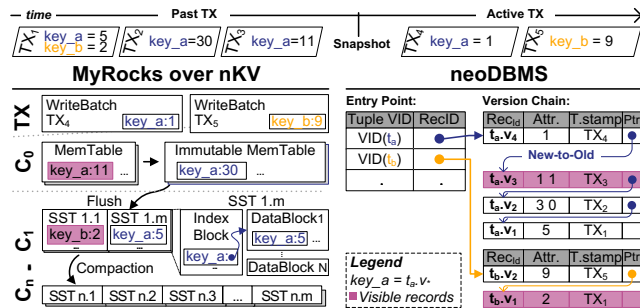 time Past TX Active TX
TX1 key_a = 5
key_b = 2
TX2 key_a=30
TX3 key_a=11
Snapshot
TX4 key_a = 1
TX5 key_b = 9
MyRocks over nKV
TX
WriteBatch
TX4 key_a:1
WriteBatch
TX5 key_b:9
C0
MemTable
key_a:11 ...
Immutable MemTable
key_a:30 ...
Flush
SST 1.m
Cn - C1
SST 1.1
key_b:2
...
SST 1.m
key_a:5
...
Index
Block
key_a:
DataBlock1
key_a:5
...
DataBlock N
Compaction
SST n.1 SST n.2 SST n.3 ... SST n.m
neoDBMS
Entry Point:
Tuple VID RecID
VID(ta)
VID(tb)
. .
Version Chain:
RecId Attr. T.stamp Ptr
ta.v4 1 TX4
New-to-Old
ta.v3 1 1 TX3
ta.v2 3 0 TX2
ta.v1 5 TX1
RecId Attr. T.stamp Ptr
tb.v2 9 TX5
tb.v1 2 TX1
Legend
key_a = ta.v*
Visible records